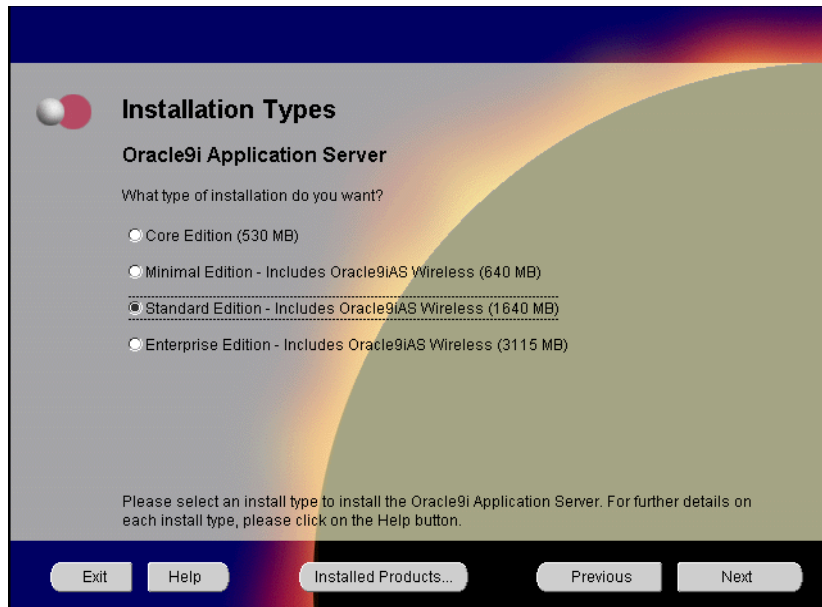 Installation Types
Oracle9i Application Server
What type of installation do you want?
Core Edition (530 MB)
Minimal Edition - Includes Oracle9iAS Wireless (640 MB)
Standard Edition - Includes Oracle9iAS Wireless (1640 MB)
Enterprise Edition - Includes Oracle9iAS Wireless (3115 MB)
Please select an install type to install the Oracle9i Application Server. For further details on
each install type, please click on the Help button.
Exit
Help
Installed Products...
Previous
Next